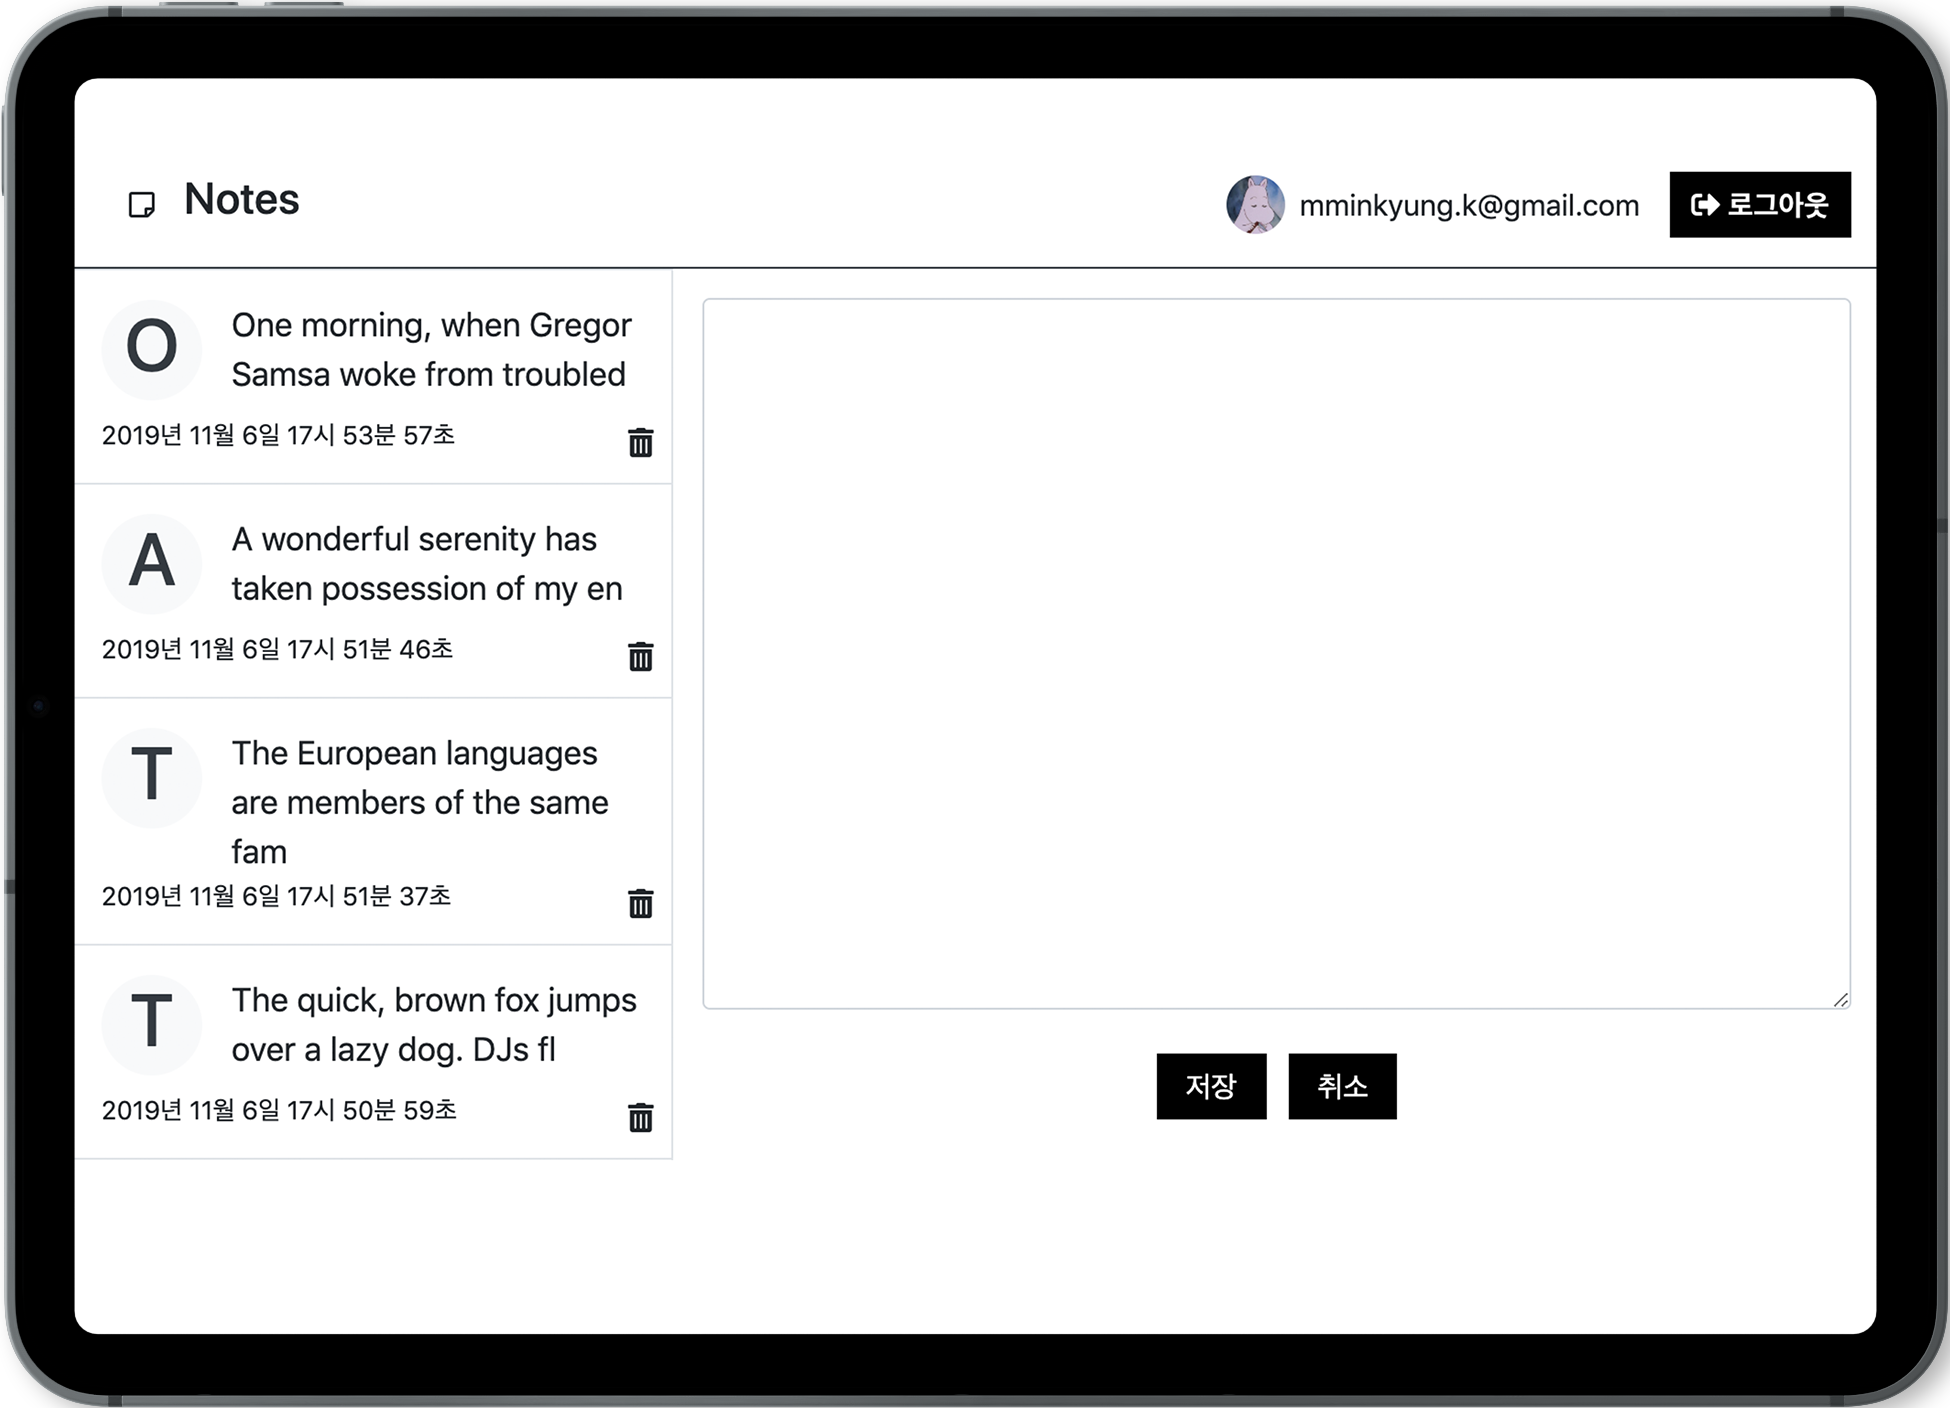 Notes
mminkyung.k@gmail.com
로그아웃
O
One morning, when Gregor
Samsa woke from troubled
2019년 11월 6일 17시 53분 57초
A
A wonderful serenity has
taken possession of my en
2019년 11월 6일 17시 51분 46초
T
The European languages
are members of the same
fam
2019년 11월 6일 17시 51분 37초
T
The quick, brown fox jumps
over a lazy dog. DJs fl
2019년 11월 6일 17시 50분 59초
저장
취소